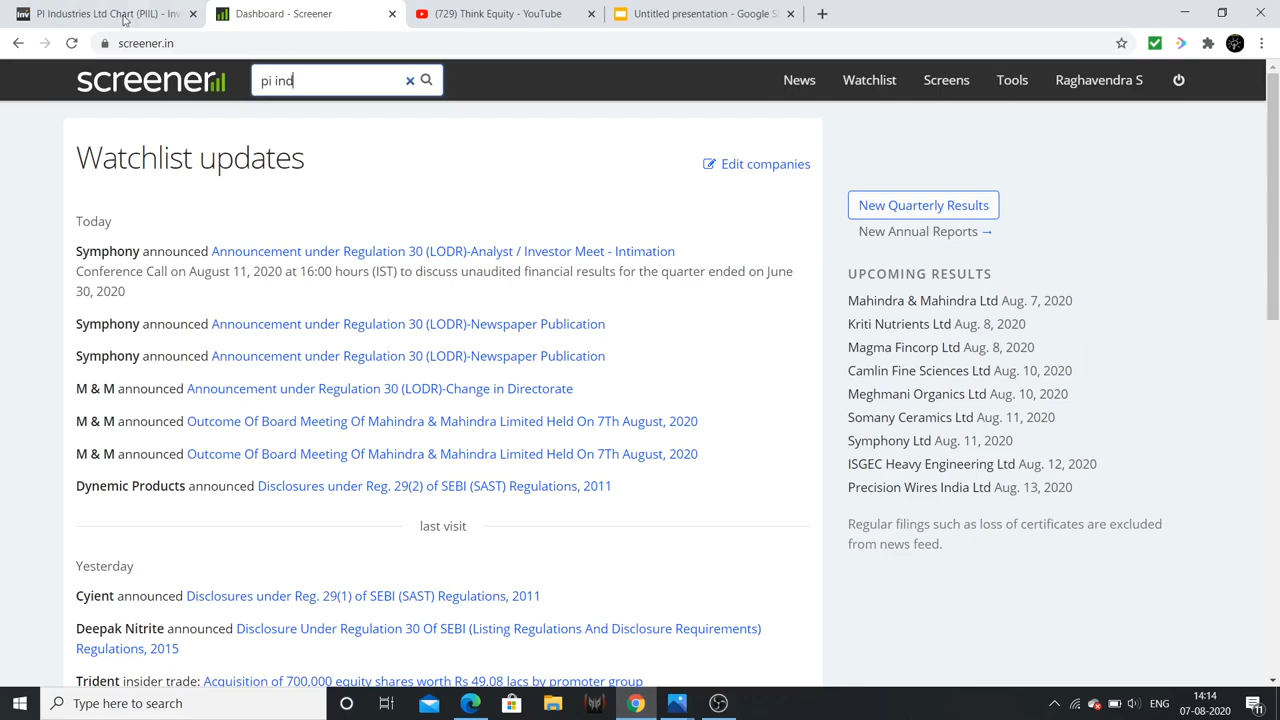 PI Industries Ltd Chart (PIIL) - Inv
Dashboard - Screener
(729) Think Equity - YouTube
Untitled presentation - Google S
screener.in
screener
pi ind
News
Watchlist
Screens
Tools
Raghavendra S
Watchlist updates
Edit companies
Today
Symphony announced Announcement under Regulation 30 (LODR)-Analyst / Investor Meet - Intimation
Conference Call on August 11, 2020 at 16:00 hours (IST) to discuss unaudited financial results for the quarter ended on June
30, 2020
Symphony announced Announcement under Regulation 30 (LODR)-Newspaper Publication
Symphony announced Announcement under Regulation 30 (LODR)-Newspaper Publication
M & M announced Announcement under Regulation 30 (LODR)-Change in Directorate
M & M announced Outcome Of Board Meeting Of Mahindra & Mahindra Limited Held On 7Th August, 2020
M & M announced Outcome Of Board Meeting Of Mahindra & Mahindra Limited Held On 7Th August, 2020
Dynemic Products announced Disclosures under Reg. 29(2) of SEBI (SAST) Regulations, 2011
last visit
Yesterday
Cyient announced Disclosures under Reg. 29(1) of SEBI (SAST) Regulations, 2011
Deepak Nitrite announced Disclosure Under Regulation 30 Of SEBI (Listing Regulations And Disclosure Requirements)
Regulations, 2015
Trident insider trade: Acquisition of 700,000 equity shares worth Rs 49.08 lacs by promoter group
New Quarterly Results
New Annual Reports →
UPCOMING RESULTS
Mahindra & Mahindra Ltd Aug. 7, 2020
Kriti Nutrients Ltd Aug. 8, 2020
Magma Fincorp Ltd Aug. 8, 2020
Camlin Fine Sciences Ltd Aug. 10, 2020
Meghmani Organics Ltd Aug. 10, 2020
Somany Ceramics Ltd Aug. 11, 2020
Symphony Ltd Aug. 11, 2020
ISGEC Heavy Engineering Ltd Aug. 12, 2020
Precision Wires India Ltd Aug. 13, 2020
Regular filings such as loss of certificates are excluded
from news feed.
Type here to search
ENG
14:14
07-08-2020